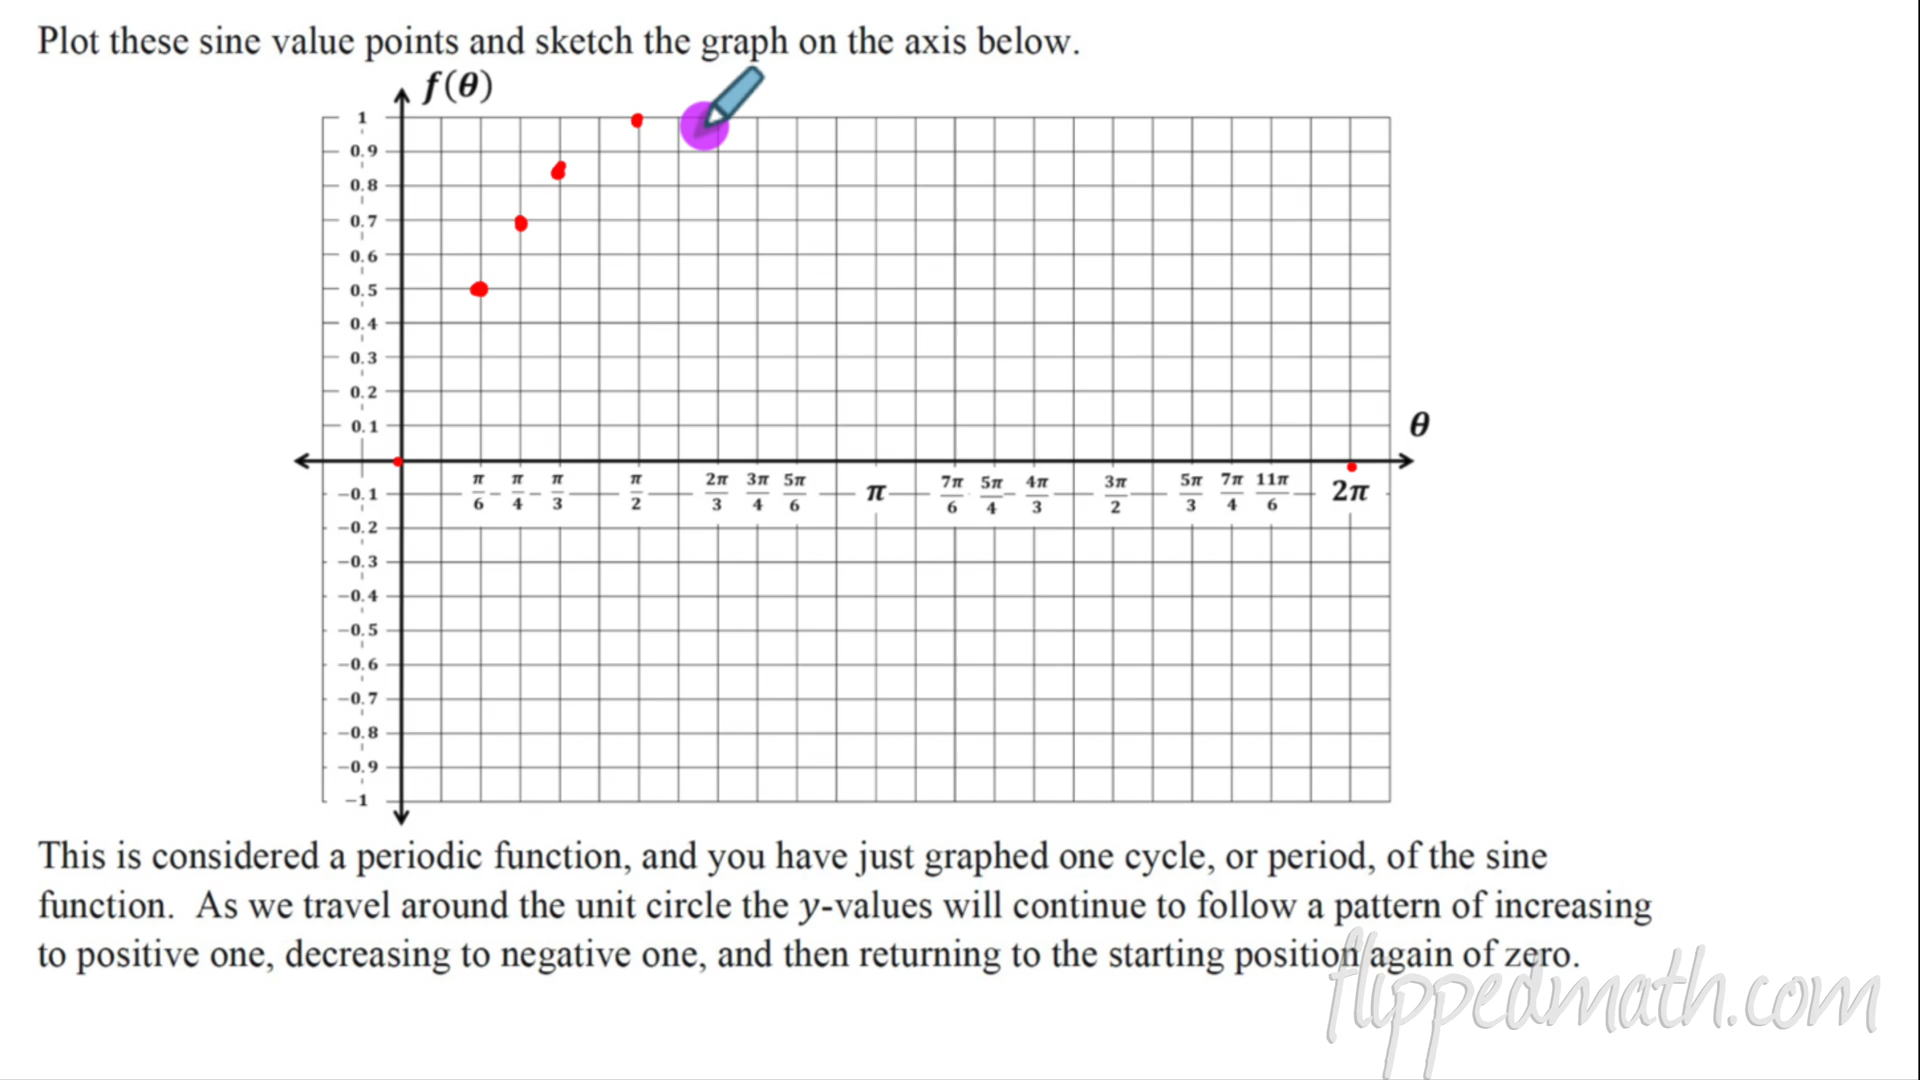 Plot these sine value points and sketch the graph on the axis below.
f(θ)
1
0.9
0.8
0.7
0.6
0.5
0.4
0.3
0.2
0.1
θ
π/6 π/4 π/3 π/2 2π/3 3π/4 5π/6 π 7π/6 5π/4 4π/3 3π/2 5π/3 7π/4 11π/6 2π
−0.1
−0.2
−0.3
−0.4
−0.5
−0.6
−0.7
−0.8
−0.9
−1
This is considered a periodic function, and you have just graphed one cycle, or period, of the sine
function. As we travel around the unit circle the y-values will continue to follow a pattern of increasing
to positive one, decreasing to negative one, and then returning to the starting position again of zero.
flippedmath.com